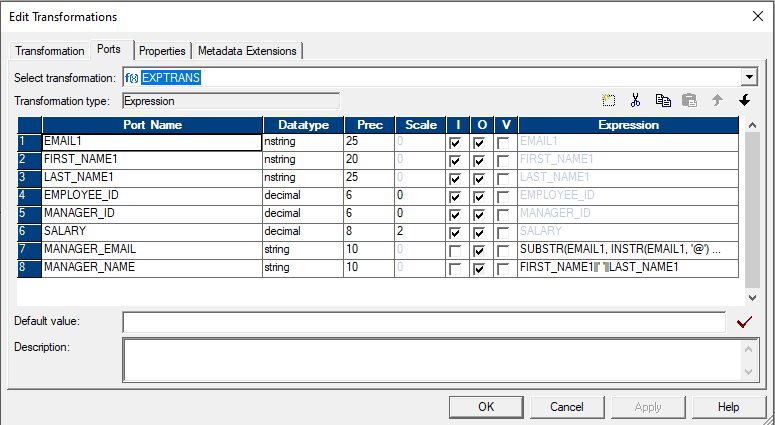 Edit Transformations
Transformation Ports Properties Metadata Extensions
Select transformation: f(x) EXPTRANS
Transformation type: Expression
Port Name Datatype Prec Scale I O V Expression
1 EMAIL1 nstring 25 0 EMAIL1
2 FIRST_NAME1 nstring 20 0 FIRST_NAME1
3 LAST_NAME1 nstring 25 0 LAST_NAME1
4 EMPLOYEE_ID decimal 6 0 EMPLOYEE_ID
5 MANAGER_ID decimal 6 0 MANAGER_ID
6 SALARY decimal 8 2 SALARY
7 MANAGER_EMAIL string 10 0 SUBSTR(EMAIL1, INSTR(EMAIL1, '@') ...
8 MANAGER_NAME string 10 0 FIRST_NAME1||' '||LAST_NAME1
Default value:
Description:
OK Cancel Apply Help